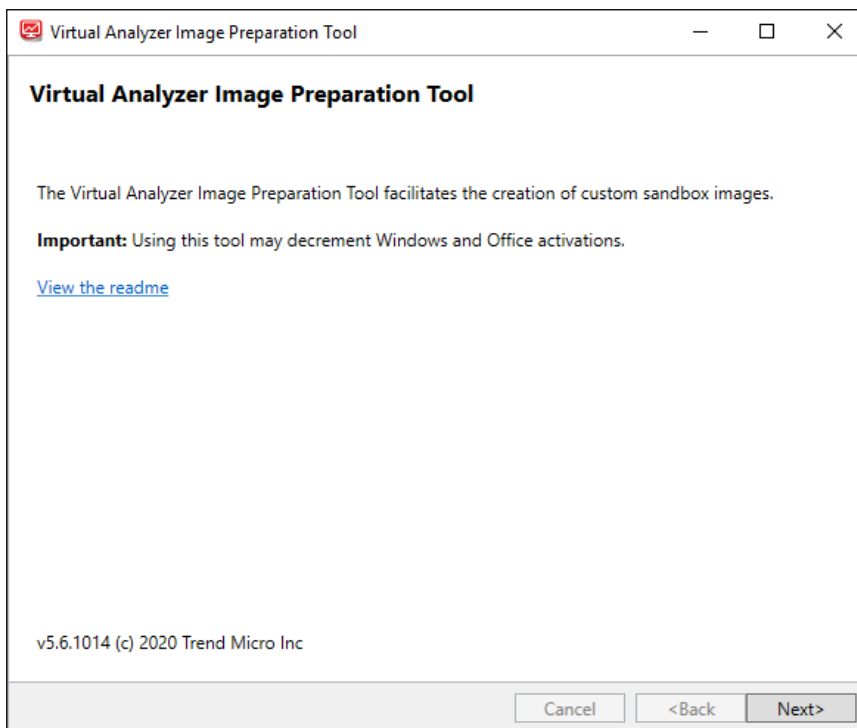 Virtual Analyzer Image Preparation Tool
Virtual Analyzer Image Preparation Tool
The Virtual Analyzer Image Preparation Tool facilitates the creation of custom sandbox images.
Important: Using this tool may decrement Windows and Office activations.
View the readme
v5.6.1014 (c) 2020 Trend Micro Inc
Cancel <Back Next>